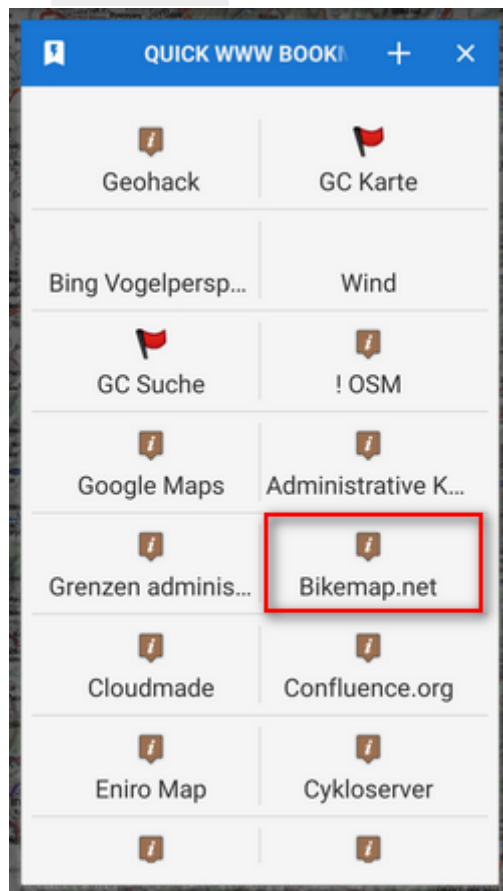 QUICK WWW BOOK
Geohack
GC Karte
Bing Vogelpersp...
Wind
GC Suche
! OSM
Google Maps
Administrative K...
Grenzen adminis...
Bikemap.net
Cloudmade
Confluence.org
Eniro Map
Cykloserver